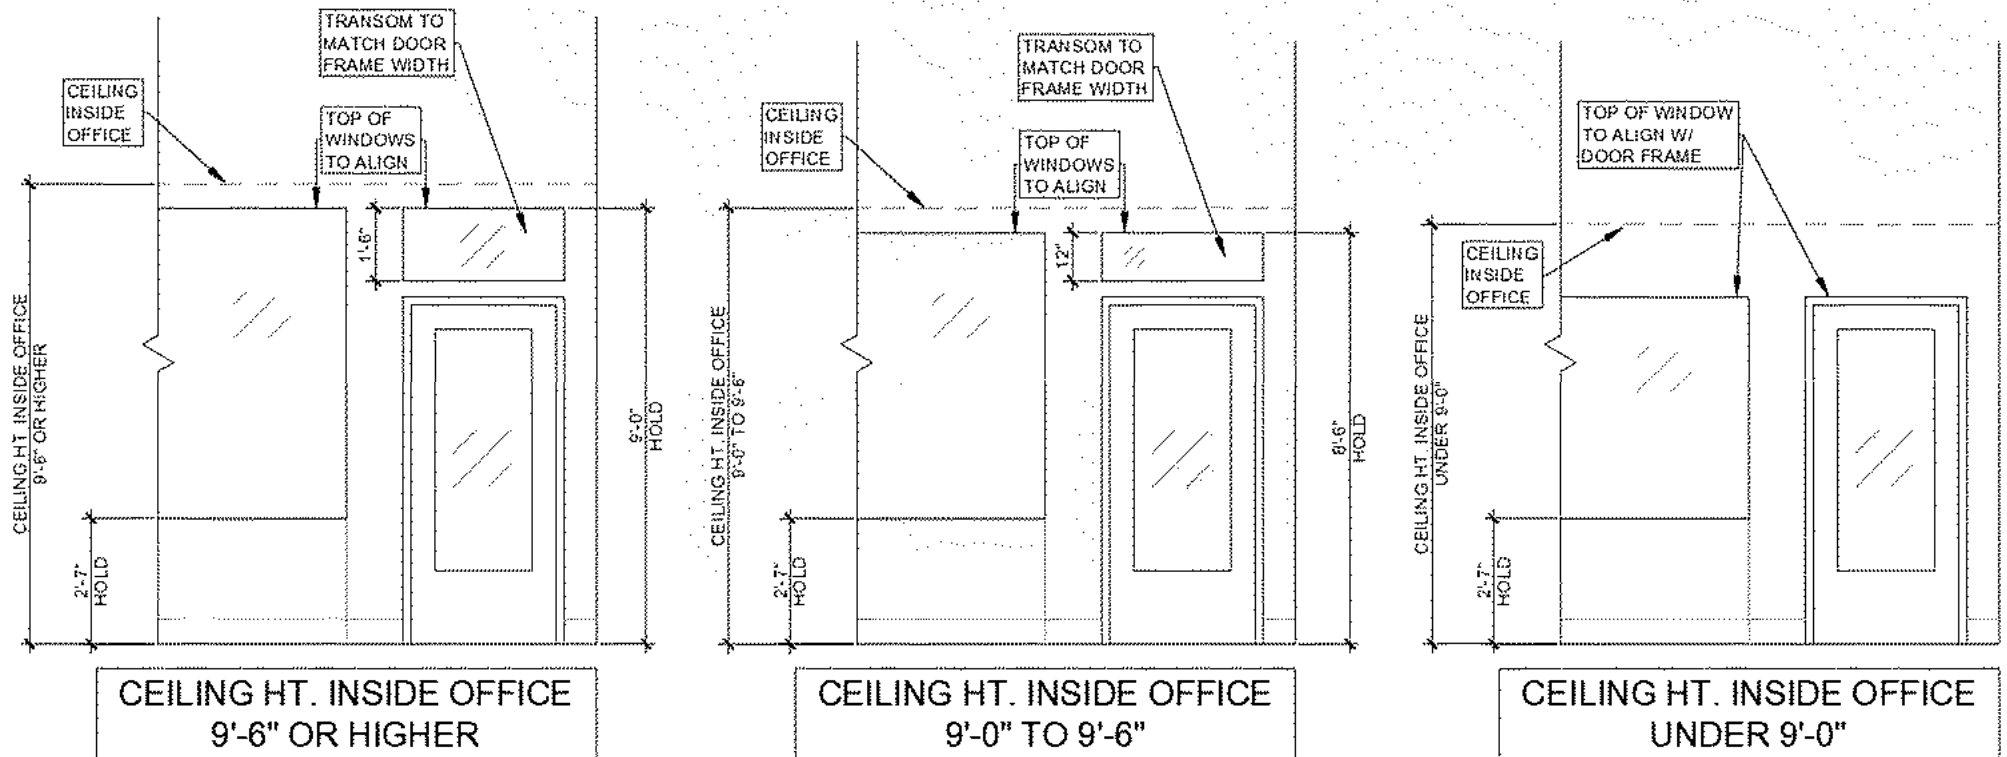 TRANSOM TO
MATCH DOOR
FRAME WIDTH
CEILING
INSIDE
OFFICE
TOP OF
WINDOWS
TO ALIGN
1'-6"
CEILING HT. INSIDE OFFICE
9'-6" OR HIGHER
9'-0"
HOLD
2'-7"
HOLD
CEILING HT. INSIDE OFFICE
9'-6" OR HIGHER
TRANSOM TO
MATCH DOOR
FRAME WIDTH
CEILING
INSIDE
OFFICE
TOP OF
WINDOWS
TO ALIGN
12"
CEILING HT. INSIDE OFFICE
9'-0" TO 9'-6"
8'-6"
HOLD
2'-7"
HOLD
CEILING HT. INSIDE OFFICE
9'-0" TO 9'-6"
TOP OF WINDOW
TO ALIGN W/
DOOR FRAME
CEILING
INSIDE
OFFICE
CEILING HT. INSIDE OFFICE
UNDER 9'-0"
2'-7"
HOLD
CEILING HT. INSIDE OFFICE
UNDER 9'-0"